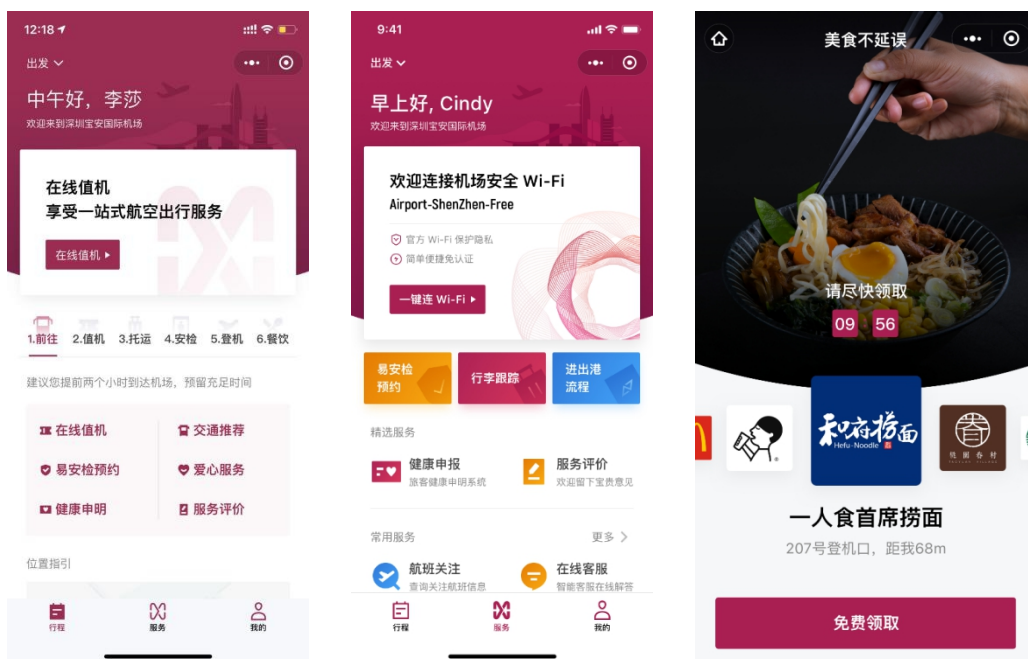 12:18
出发
中午好，李莎
欢迎来到深圳宝安国际机场
在线值机
享受一站式航空出行服务
在线值机
1.前往 2.值机 3.托运 4.安检 5.登机 6.餐饮
建议您提前两个小时到达机场，预留充足时间
在线值机 交通推荐
易安检预约 爱心服务
健康申明 服务评价
位置指引
行程 服务 我的
9:41
出发
早上好, Cindy
欢迎来到深圳宝安国际机场
欢迎连接机场安全 Wi-Fi
Airport-ShenZhen-Free
官方 Wi-Fi 保护隐私
简单便捷免认证
一键连 Wi-Fi
易安检
预约
行李跟踪
进出港
流程
精选服务
健康申报 服务评价
旅客健康申明系统 欢迎留下宝贵意见
常用服务 更多
航班关注 在线客服
查询关注航班信息 智能客服在线解答
行程 服务 我的
美食不延误
请尽快领取
09 56
和府捞面
Hefu-Noodle
桃园眷村
一人食首席捞面
207号登机口，距我68m
免费领取